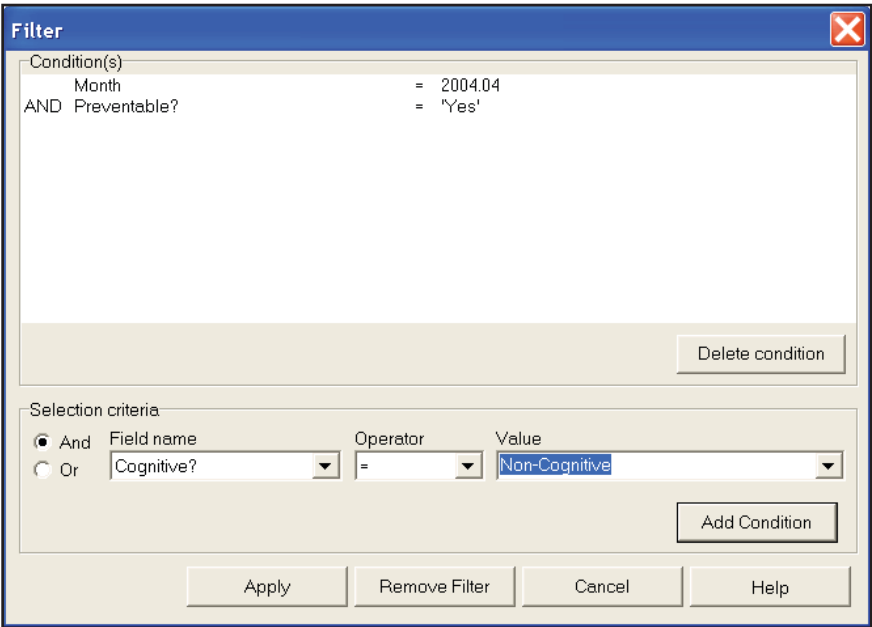 Filter
Condition(s)
Month = 2004.04
AND Preventable? = 'Yes'
Delete condition
Selection criteria
And Field name Operator Value
Or Cognitive? = Non-Cognitive
Add Condition
Apply Remove Filter Cancel Help